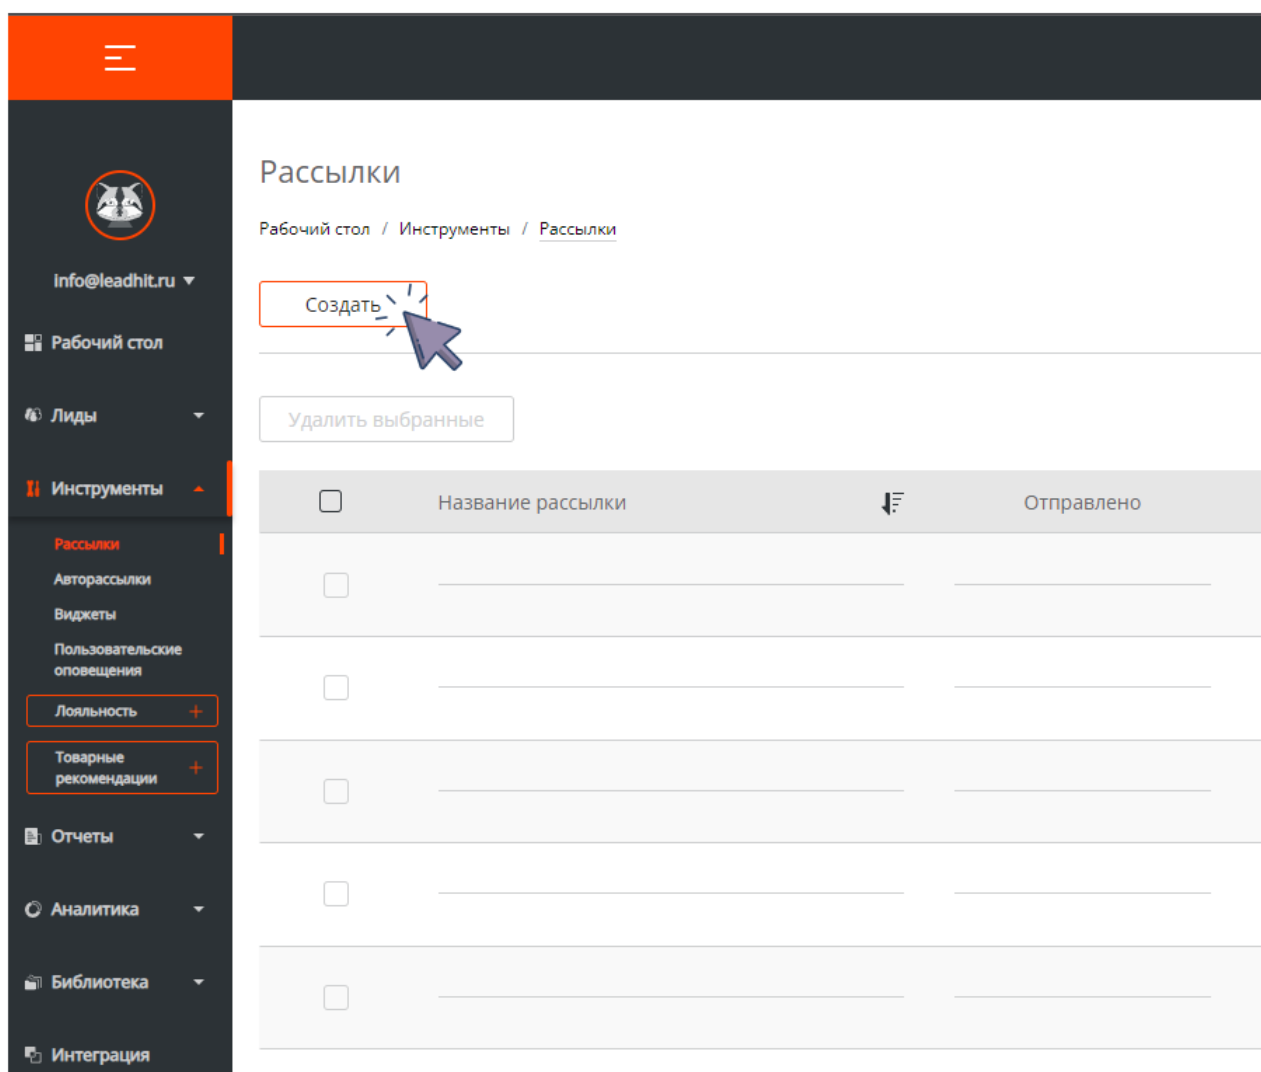 Рассылки
Рабочий стол / Инструменты / Рассылки
info@leadhit.ru
Создать
Рабочий стол
Лиды
Удалить выбранные
Инструменты
Название рассылки
Отправлено
Рассылки
Авторассылки
Виджеты
Пользовательские
оповещения
Лояльность +
Товарные
рекомендации +
Отчеты
Аналитика
Библиотека
Интеграция